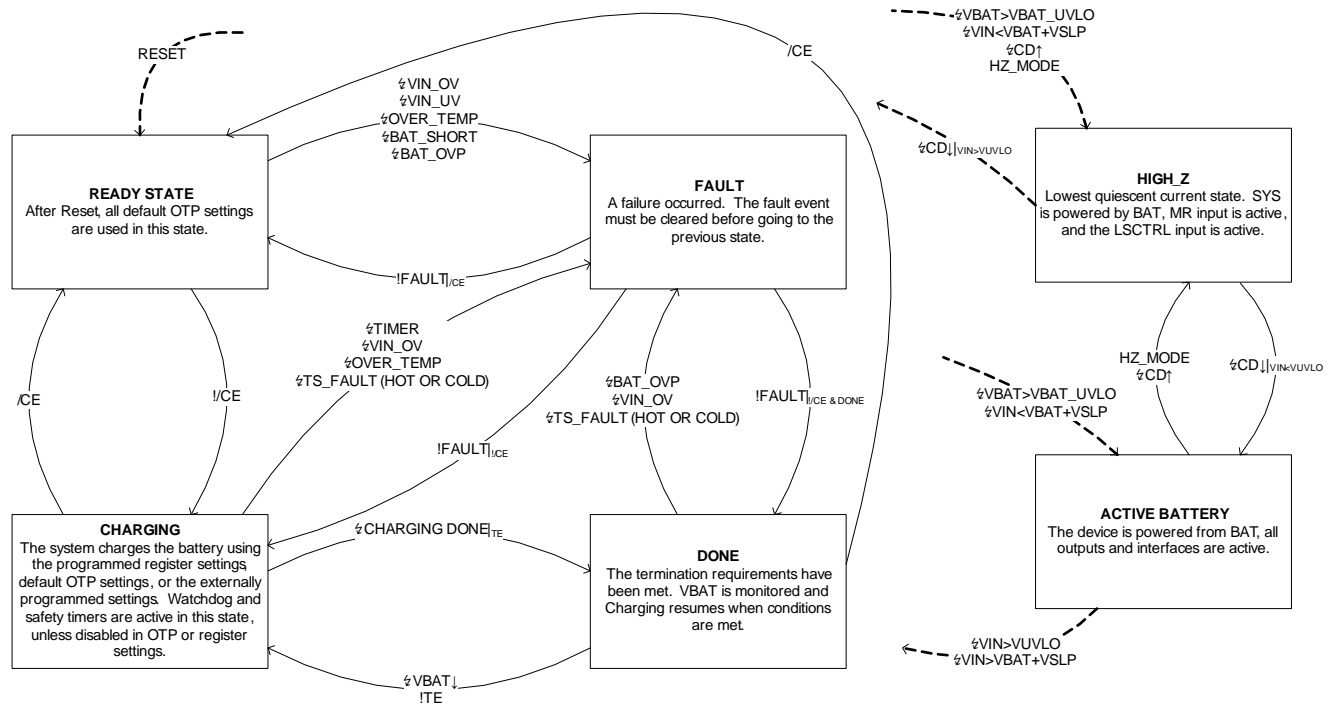 RESET
/CE
↯VIN_OV
↯VIN_UV
↯OVER_TEMP
↯BAT_SHORT
↯BAT_OVP
↯VBAT>VBAT_UVLO
↯VIN<VBAT+VSLP
↯CD↑
HZ_MODE
↯CD↓|VIN>VUVLO
READY STATE
After Reset, all default OTP settings
are used in this state.
FAULT
A failure occurred. The fault event
must be cleared before going to the
previous state.
HIGH_Z
Lowest quiescent current state. SYS
is powered by BAT, MR input is active,
and the LSCTRL input is active.
!FAULT|/CE
↯TIMER
↯VIN_OV
↯OVER_TEMP
↯TS_FAULT (HOT OR COLD)
/CE
!/CE
↯BAT_OVP
↯VIN_OV
↯TS_FAULT (HOT OR COLD)
!FAULT|!/CE & DONE
!FAULT|!/CE
HZ_MODE
↯CD↑
↯CD↓|VIN<VUVLO
↯VBAT>VBAT_UVLO
↯VIN<VBAT+VSLP
CHARGING
The system charges the battery using
the programmed register settings,
default OTP settings, or the externally
programmed settings. Watchdog and
safety timers are active in this state,
unless disabled in OTP or register
settings.
↯CHARGING DONE|TE
DONE
The termination requirements have
been met. VBAT is monitored and
Charging resumes when conditions
are met.
ACTIVE BATTERY
The device is powered from BAT, all
outputs and interfaces are active.
↯VBAT↓
!TE
↯VIN>VUVLO
↯VIN>VBAT+VSLP